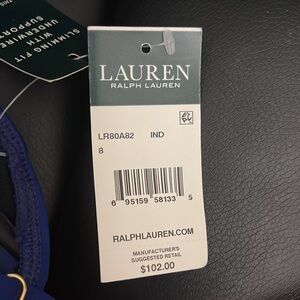 SLIMMING FIT
WITH
UNDERWIRE
SUPPORT
LAUREN
RALPH LAUREN
LR80A82 IND
8
6 95159 58133 5
RALPHLAUREN.COM
MANUFACTURER'S
SUGGESTED RETAIL
$102.00